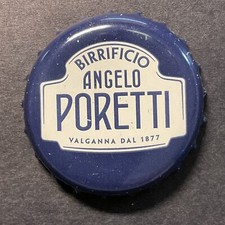 BIRRIFICIO
ANGELO
PORETTI
VALGANNA DAL 1877